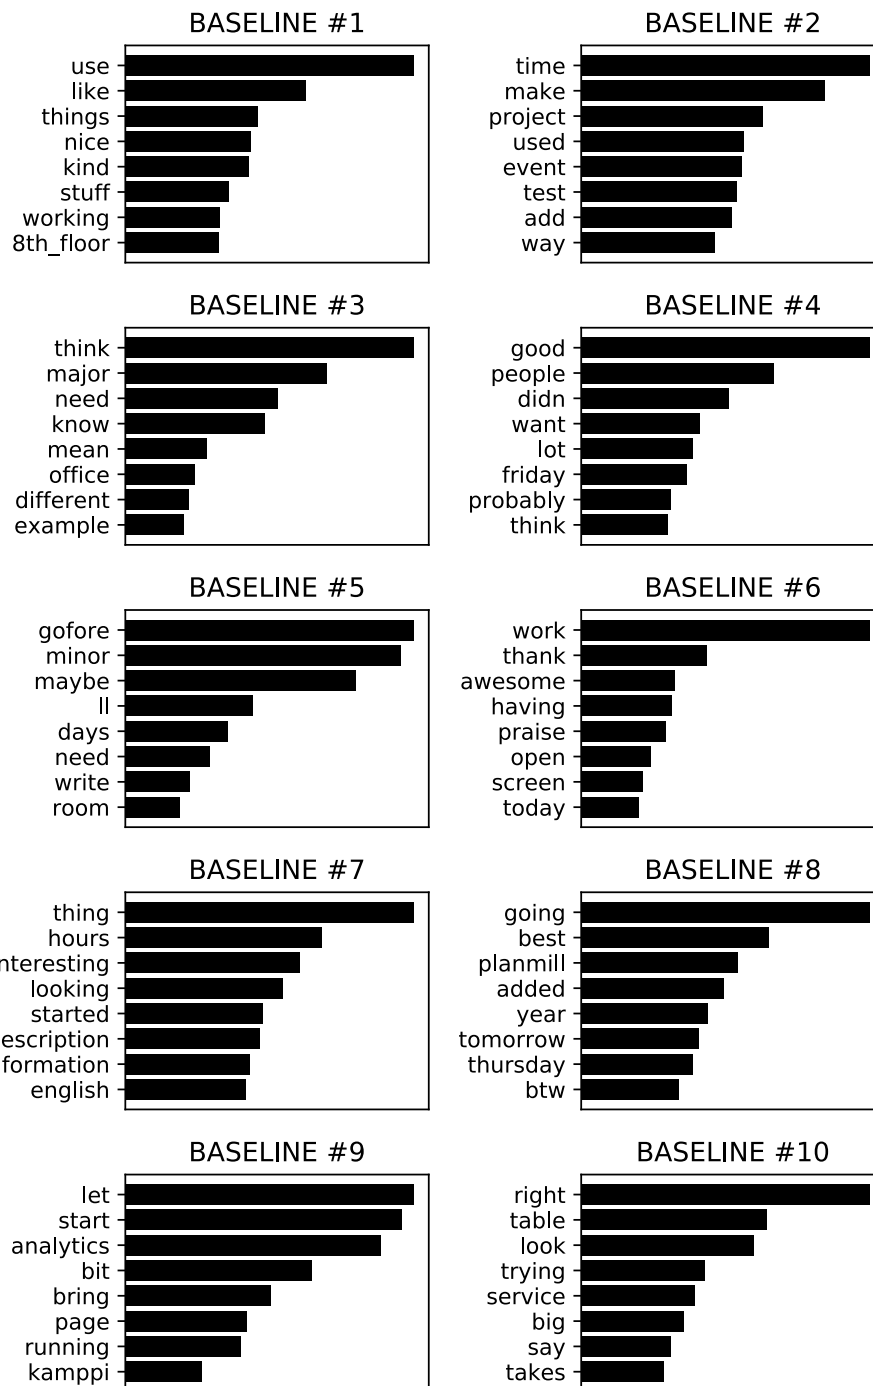 BASELINE #1
use
like
things
nice
kind
stuff
working
8th_floor
BASELINE #2
time
make
project
used
event
test
add
way
BASELINE #3
think
major
need
know
mean
office
different
example
BASELINE #4
good
people
didn
want
lot
friday
probably
think
BASELINE #5
gofore
minor
maybe
ll
days
need
write
room
BASELINE #6
work
thank
awesome
having
praise
open
screen
today
BASELINE #7
thing
hours
nteresting
looking
started
escription
formation
english
BASELINE #8
going
best
planmill
added
year
tomorrow
thursday
btw
BASELINE #9
let
start
analytics
bit
bring
page
running
kamppi
BASELINE #10
right
table
look
trying
service
big
say
takes